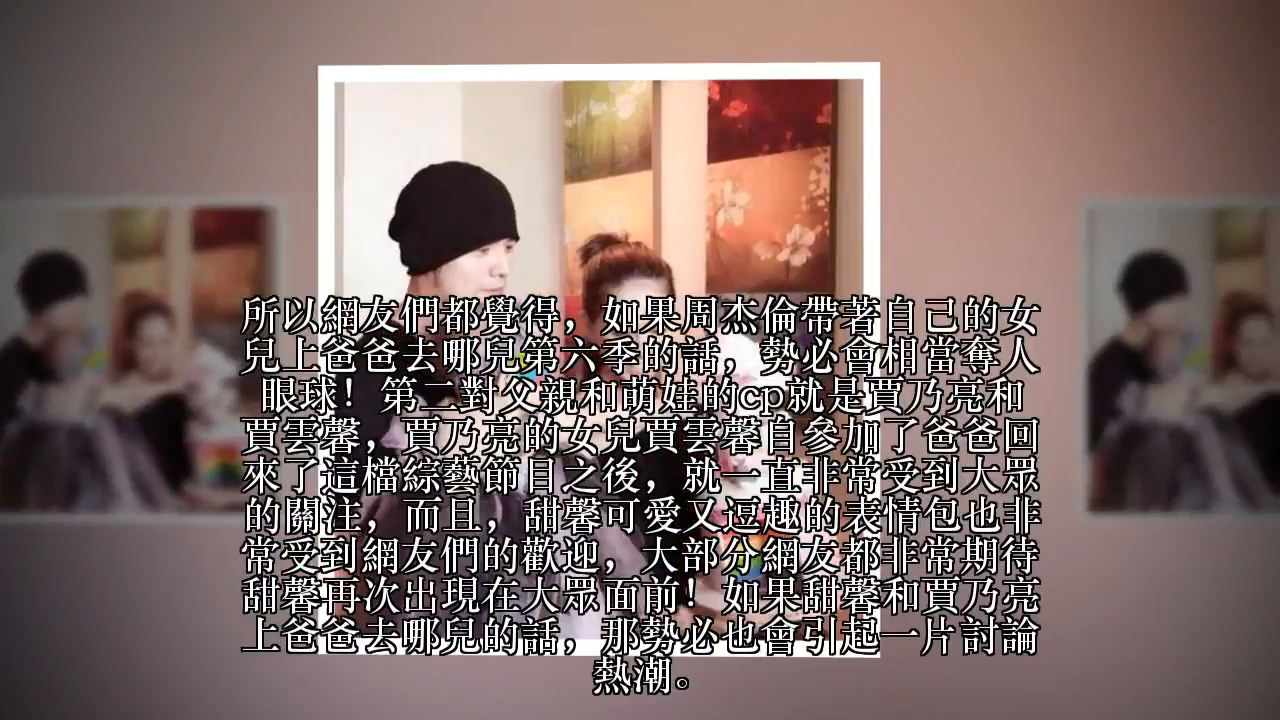 所以網友們都覺得，如果周杰倫帶著自己的女
兒上爸爸去哪兒第六季的話，勢必會相當奪人
眼球！第二對父親和萌娃的cp就是賈乃亮和
賈雲馨，賈乃亮的女兒賈雲馨自參加了爸爸回
來了這檔綜藝節目之後，就一直非常受到大眾
的關注，而且，甜馨可愛又逗趣的表情包也非
常受到網友們的歡迎，大部分網友都非常期待
甜馨再次出現在大眾面前！如果甜馨和賈乃亮
上爸爸去哪兒的話，那勢必也會引起一片討論
熱潮。